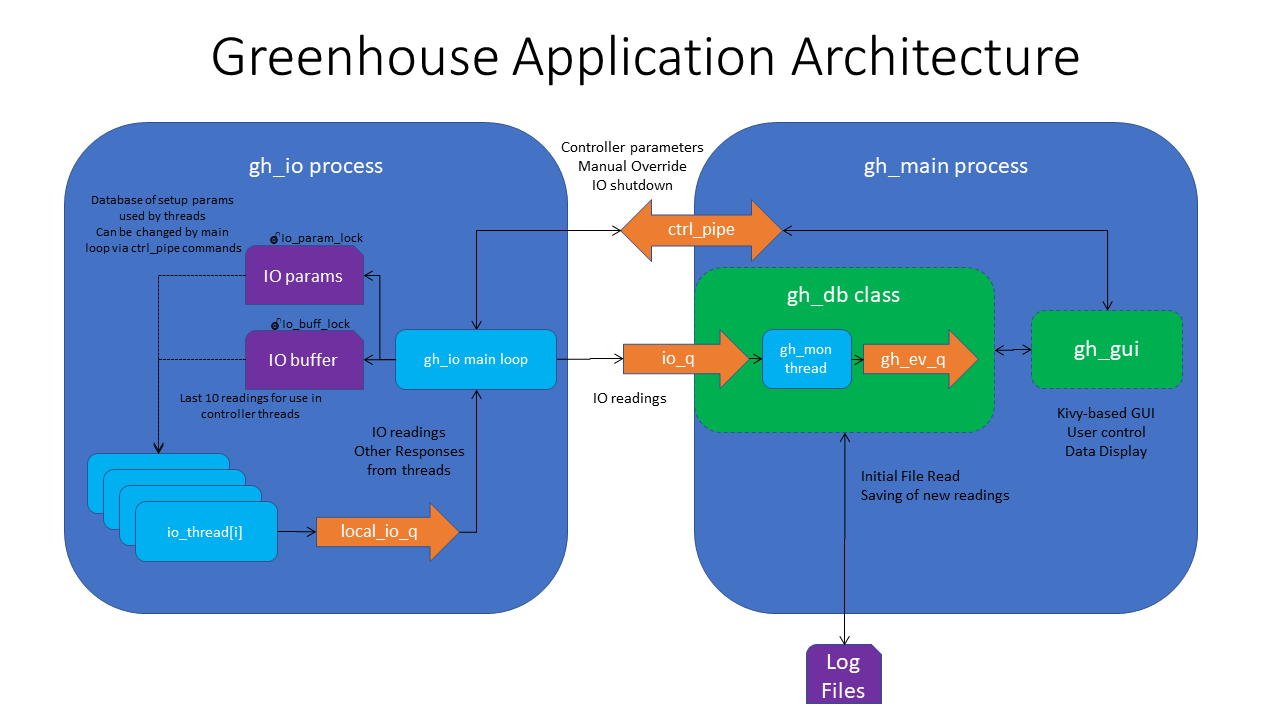 Greenhouse Application Architecture
gh_io process
Database of setup params
used by threads
Can be changed by main
loop via ctrl_pipe commands
Io_param_lock
IO params
Io_buff_lock
IO buffer
Last 10 readings for use in
controller threads
gh_io main loop
IO readings
Other Responses
from threads
io_thread[i]
local_io_q
Controller parameters
Manual Override
IO shutdown
ctrl_pipe
IO readings
gh_main process
gh_db class
io_q
gh_mon
thread
gh_ev_q
gh_gui
Kivy-based GUI
User control
Data Display
Initial File Read
Saving of new readings
Log
Files